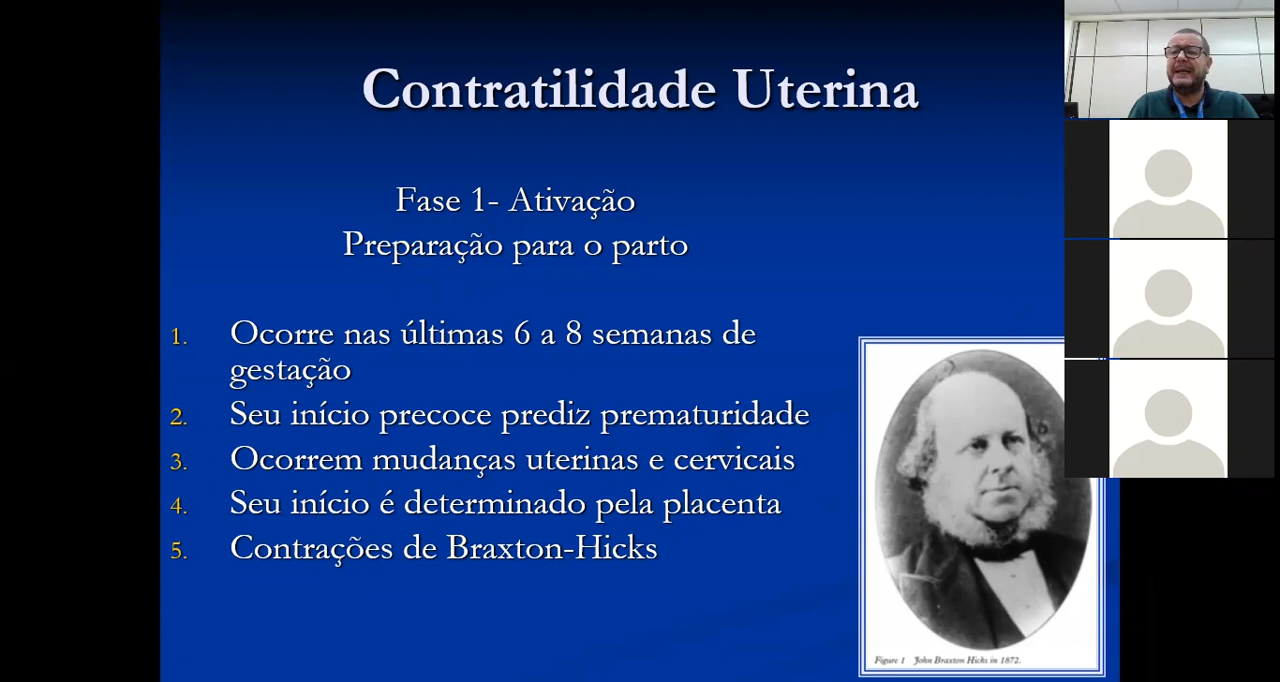 Contratilidade Uterina
Fase 1- Ativação
Preparação para o parto
1. Ocorre nas últimas 6 a 8 semanas de
gestação
2. Seu início precoce prediz prematuridade
3. Ocorrem mudanças uterinas e cervicais
4. Seu início é determinado pela placenta
5. Contrações de Braxton-Hicks
Figure 1 John Braxton Hicks in 1872.